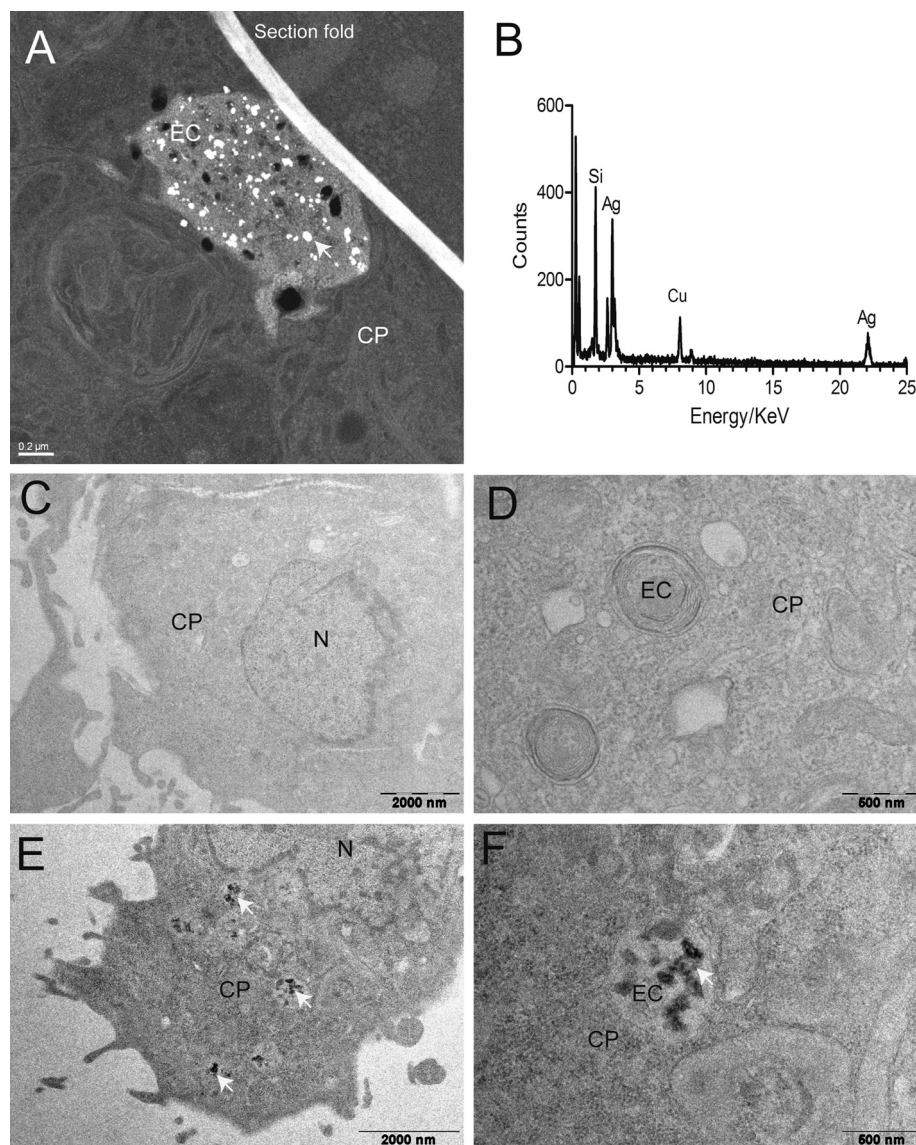 A
Section fold
EC
CP
0.2 µm
B
600
400
200
0
Counts
Si
Ag
Cu
Ag
0
5
10
15
20
25
Energy/KeV
C
CP
N
2000 nm
D
EC
CP
500 nm
E
N
CP
2000 nm
F
EC
CP
500 nm